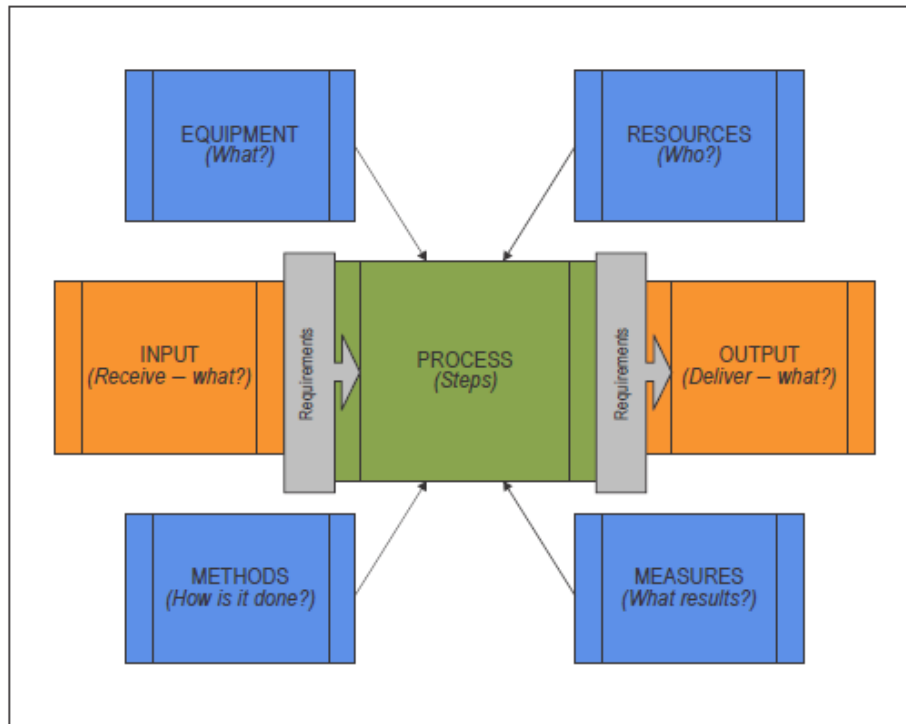 EQUIPMENT
(What?)
RESOURCES
(Who?)
INPUT
(Receive – what?)
Requirements
PROCESS
(Steps)
Requirements
OUTPUT
(Deliver – what?)
METHODS
(How is it done?)
MEASURES
(What results?)